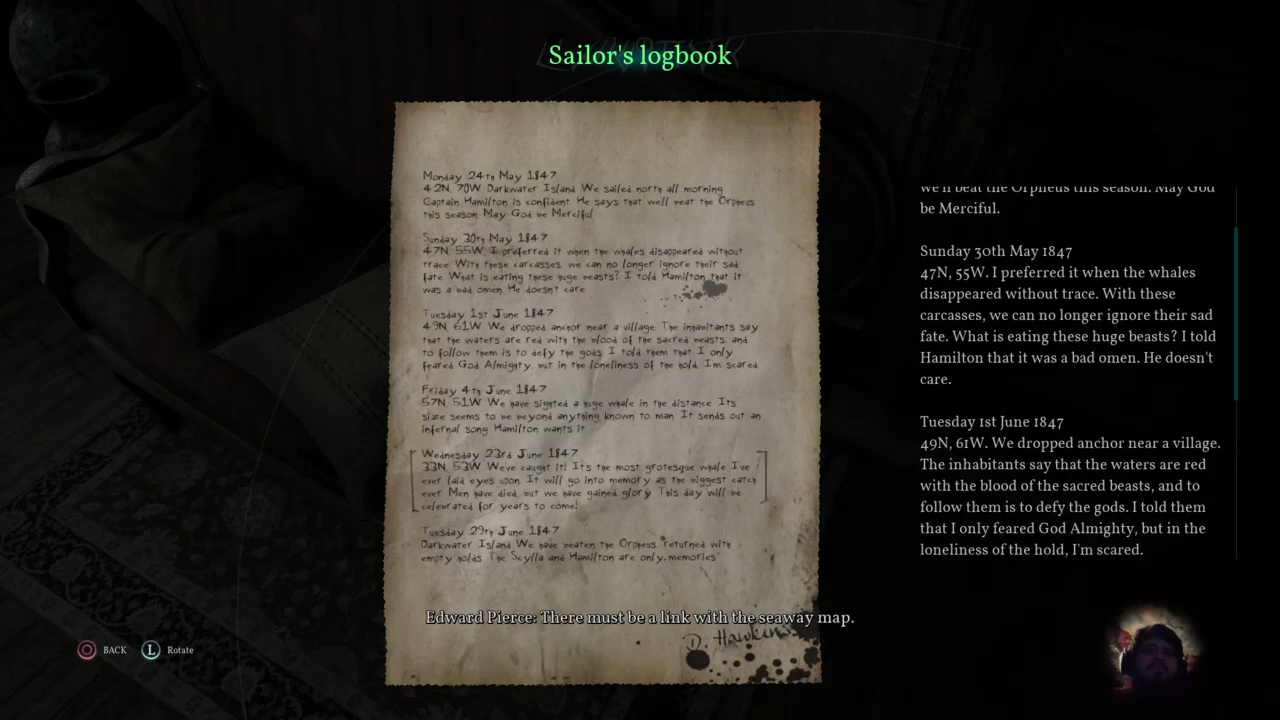 Sailor's logbook
Monday 24th May 1847
42N, 70W Darkwater Island We sailed north all morning
Captain Hamilton is confident He says that we'll beat the Orpheus
this season May God be Merciful
Sunday 30th May 1847
47N 55W I preferred it when the whales disappeared without
trace With these carcasses, we can no longer ignore their sad
fate What is eating these huge beasts? I told Hamilton that it
was a bad omen He doesn't care
Tuesday 1st June 1847
49N, 61W We dropped anchor near a village The inhabitants say
that the waters are red with the blood of the sacred beasts, and
to follow them is to defy the gods I told them that I only
feared God Almighty, but in the loneliness of the hold, I'm scared
Friday 4th June 1847
57N 51W We have sighted a huge whale in the distance Its
size seems to be beyond anything known to man It sends out an
infernal song Hamilton wants it
Wednesday 23rd June 1847
33N 53W We've caught it! It's the most grotesque whale I've
ever laid eyes upon It will go into memory as the biggest catch
ever Men have died, but we have gained glory This day will be
celebrated for years to come!
Tuesday 29th June 1847
Darkwater Island We have beaten the Orpheus returned with
empty holds The Scylla and Hamilton are only memories
Edward Pierce: There must be a link with the seaway map.
D. Hawkins
BACK
L Rotate
we'll beat the Orpheus this season. May God
be Merciful.
Sunday 30th May 1847
47N, 55W. I preferred it when the whales
disappeared without trace. With these
carcasses, we can no longer ignore their sad
fate. What is eating these huge beasts? I told
Hamilton that it was a bad omen. He doesn't
care.
Tuesday 1st June 1847
49N, 61W. We dropped anchor near a village.
The inhabitants say that the waters are red
with the blood of the sacred beasts, and to
follow them is to defy the gods. I told them
that I only feared God Almighty, but in the
loneliness of the hold, I'm scared.